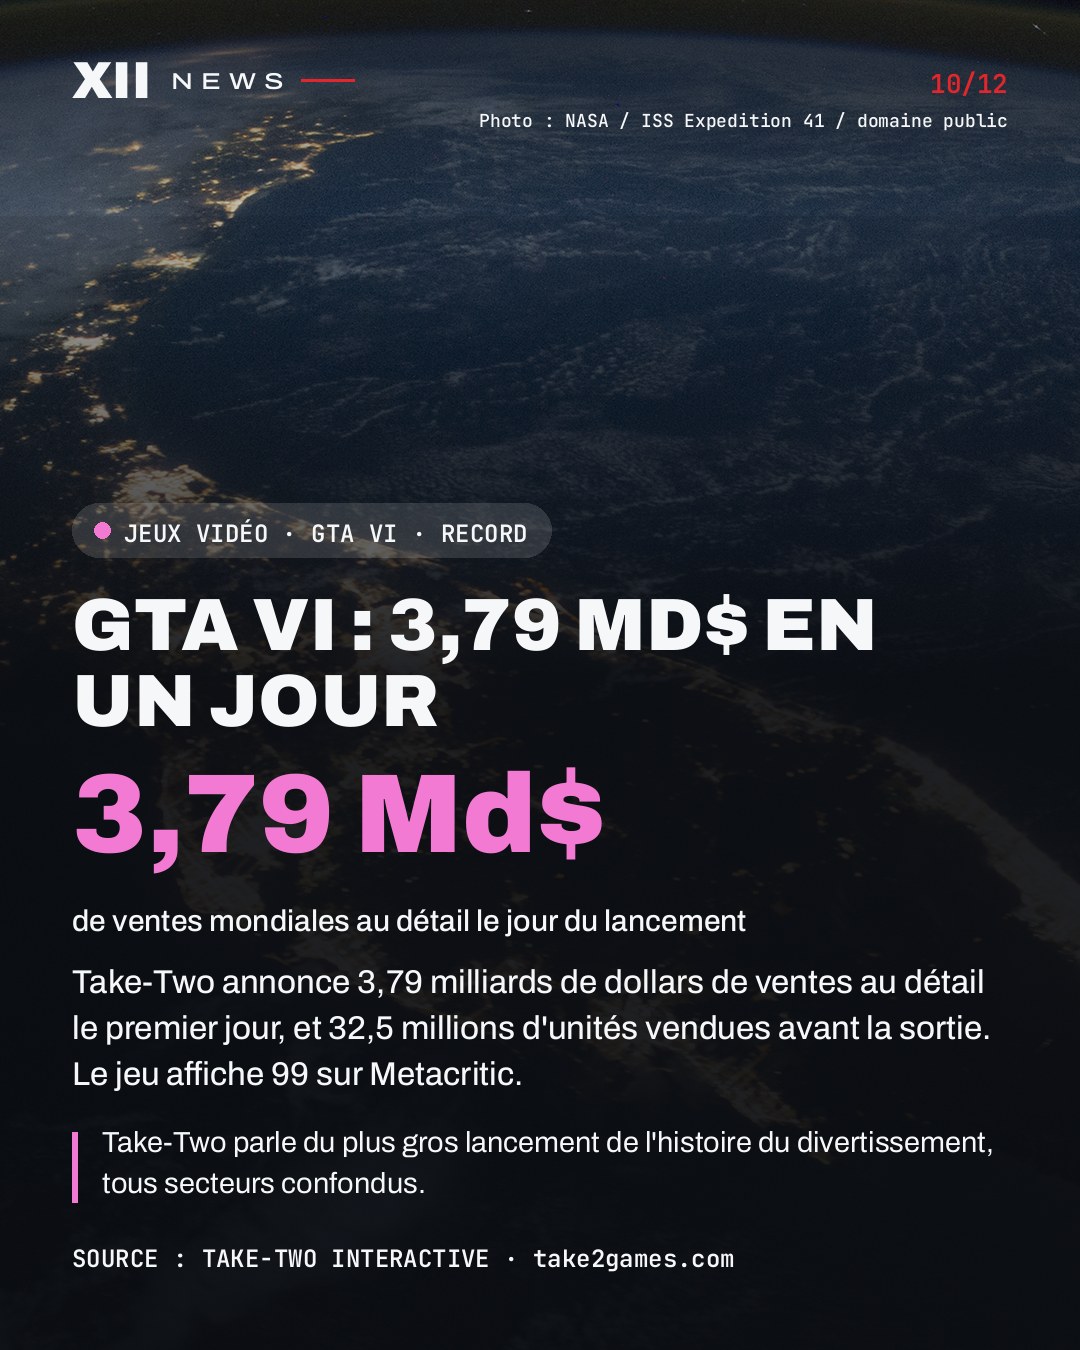 XII NEWS
10/12
Photo : NASA / ISS Expedition 41 / domaine public
JEUX VIDÉO · GTA VI · RECORD
GTA VI : 3,79 MD$ EN
UN JOUR
3,79 Md$
de ventes mondiales au détail le jour du lancement
Take-Two annonce 3,79 milliards de dollars de ventes au détail
le premier jour, et 32,5 millions d'unités vendues avant la sortie.
Le jeu affiche 99 sur Metacritic.
Take-Two parle du plus gros lancement de l'histoire du divertissement,
tous secteurs confondus.
SOURCE : TAKE-TWO INTERACTIVE · take2games.com